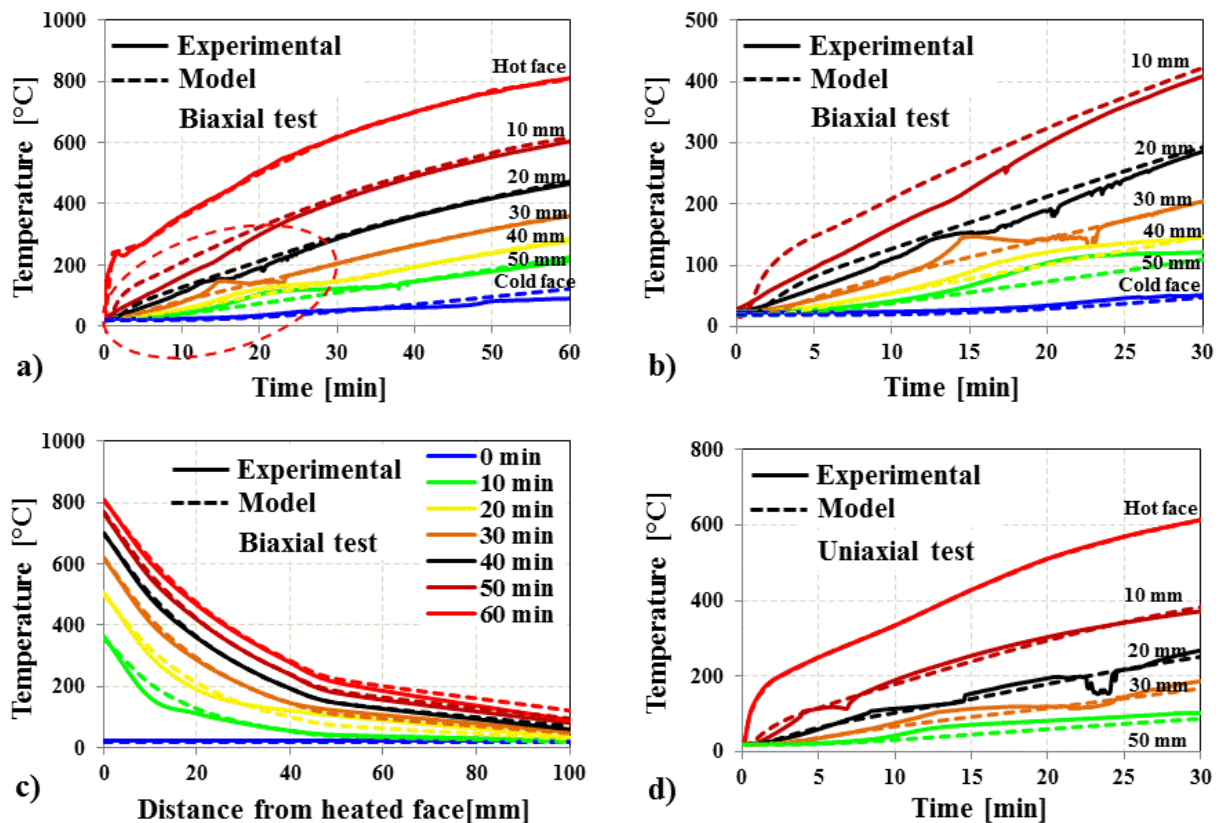 1000
800
600
400
200
0
Temperature [°C]
Experimental
Model
Biaxial test
Hot face
10 mm
20 mm
30 mm
40 mm
50 mm
Cold face
0 10 20 30 40 50 60
a)
Time [min]
500
400
300
200
100
0
Temperature [°C]
Experimental
Model
Biaxial test
10 mm
20 mm
30 mm
40 mm
50 mm
Cold face
0 5 10 15 20 25 30
b)
Time [min]
1000
800
600
400
200
0
Temperature [°C]
Experimental
Model
Biaxial test
0 min
10 min
20 min
30 min
40 min
50 min
60 min
0 20 40 60 80 100
c)
Distance from heated face[mm]
800
600
400
200
0
Temperature [°C]
Experimental
Model
Uniaxial test
Hot face
10 mm
20 mm
30 mm
50 mm
0 5 10 15 20 25 30
d)
Time [min]